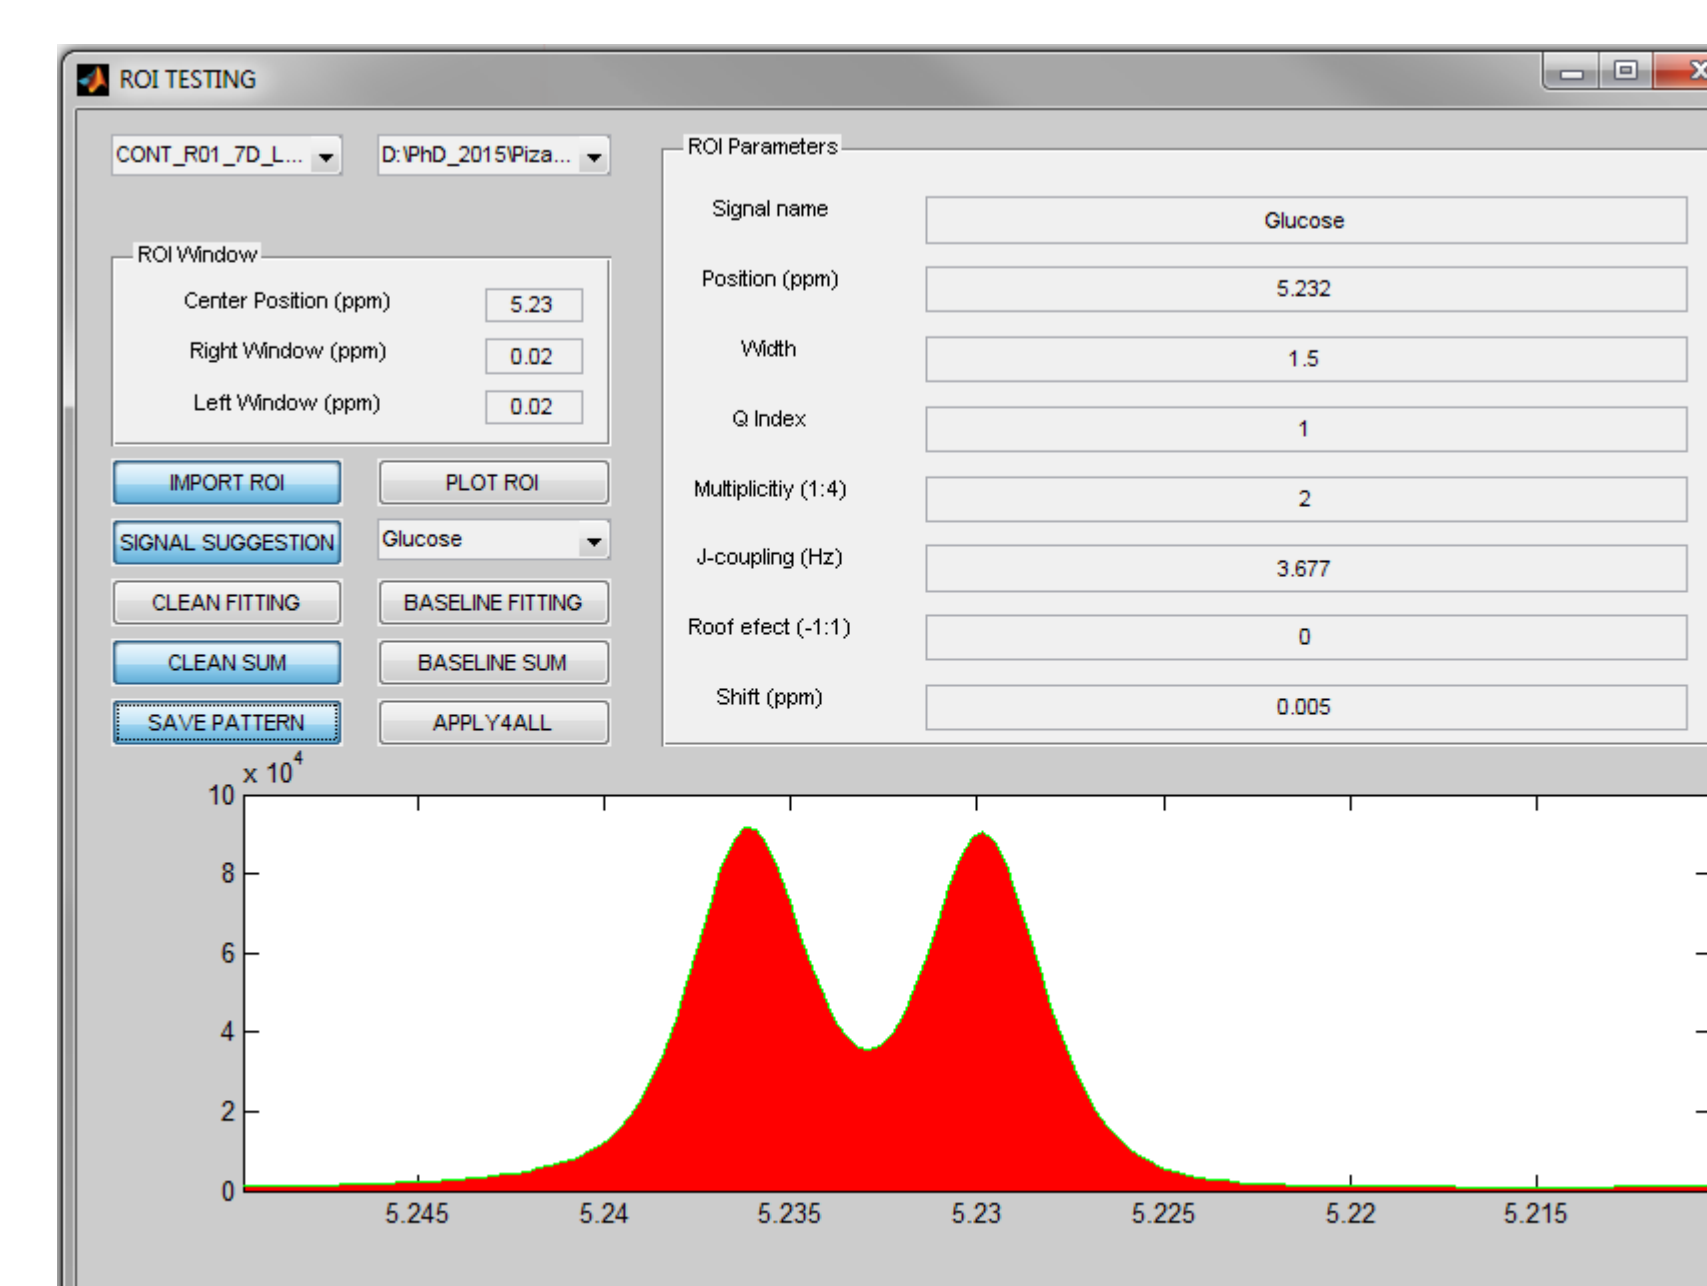 ROI TESTING
CONT_R01_7D_L...
D:\PhD_2015\Piza...
ROI Window
Center Position (ppm) 5.23
Right Window (ppm) 0.02
Left Window (ppm) 0.02
IMPORT ROI PLOT ROI
SIGNAL SUGGESTION Glucose
CLEAN FITTING BASELINE FITTING
CLEAN SUM BASELINE SUM
SAVE PATTERN APPLY4ALL
ROI Parameters
Signal name Glucose
Position (ppm) 5.232
Width 1.5
Q Index 1
Multiplicitiy (1:4) 2
J-coupling (Hz) 3.677
Roof efect (-1:1) 0
Shift (ppm) 0.005
x 10^4
10
8
6
4
2
0
5.245 5.24 5.235 5.23 5.225 5.22 5.215